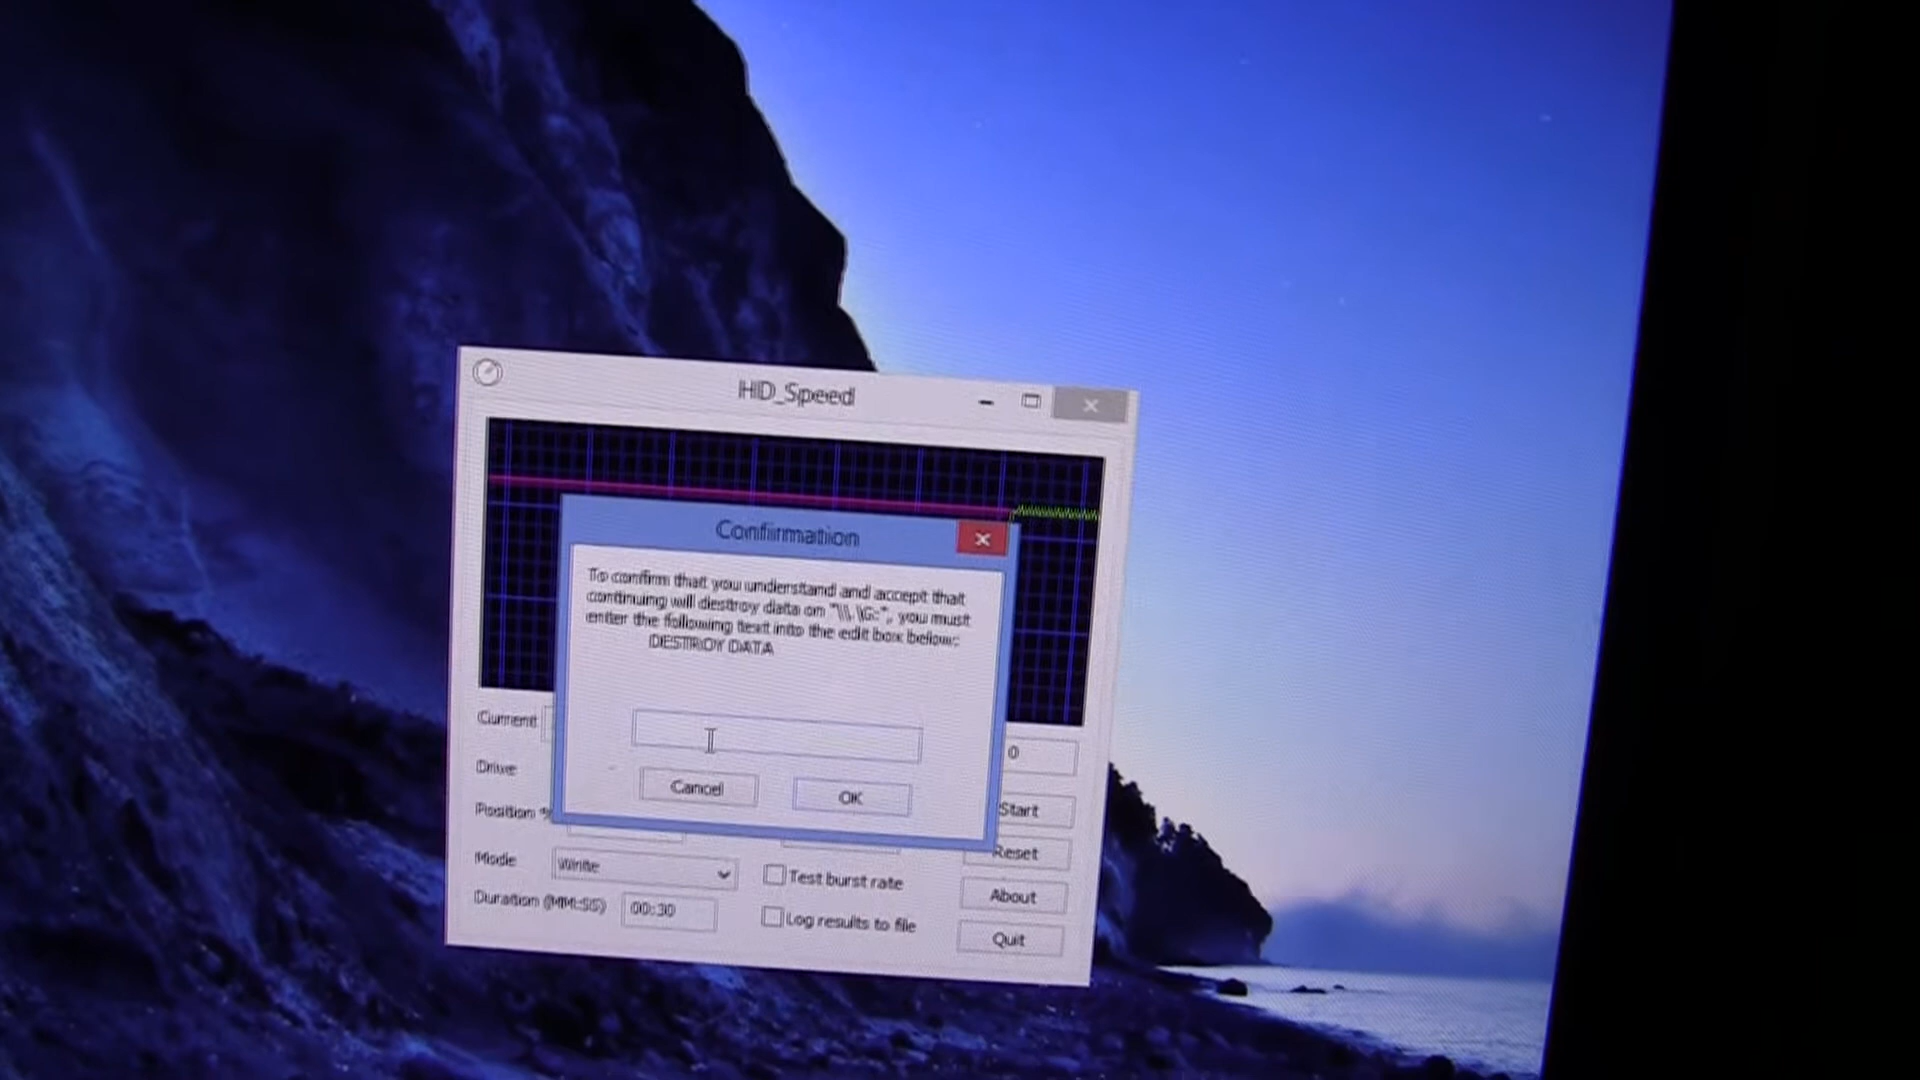 HD_Speed
Confirmation
To confirm that you understand and accept that
continuing will destroy data on "\\.\G:", you must
enter the following text into the edit box below:
DESTROY DATA
Cancel
OK
Current
0
Drive
Start
Position %
Reset
Mode
Write
Test burst rate
About
Duration (MM:SS)
00:30
Log results to file
Quit